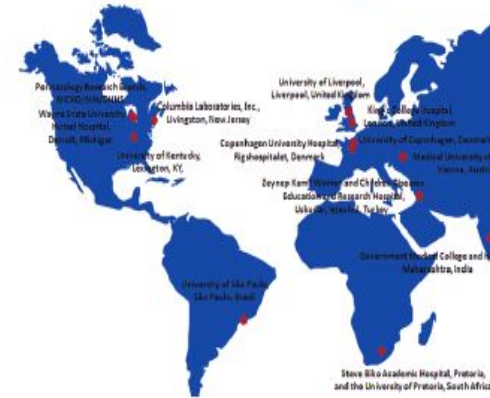 Perinatology Research Branch,
NICHD/NIH/DHHS
Wayne State University
Hutzel Hospital,
Detroit, Michigan
Columbia Laboratories, Inc.,
Livingston, New Jersey
University of Kentucky,
Lexington, KY,
University of Liverpool,
Liverpool, United Kingdom
King's College Hospital,
London, United Kingdom
Copenhagen University Hospital,
Rigshospitalet, Denmark
University of Copenhagen, Denmark
Medical University of
Vienna, Austri
Zeynep Kamil Women and Children Diseases
Education and Research Hospital,
Uskudar, Istanbul, Turkey
Government Medical College and
Maharashtra, India
University of São Paulo,
São Paulo, Brazil
Steve Biko Academic Hospital, Pretoria,
and the University of Pretoria, South Africa